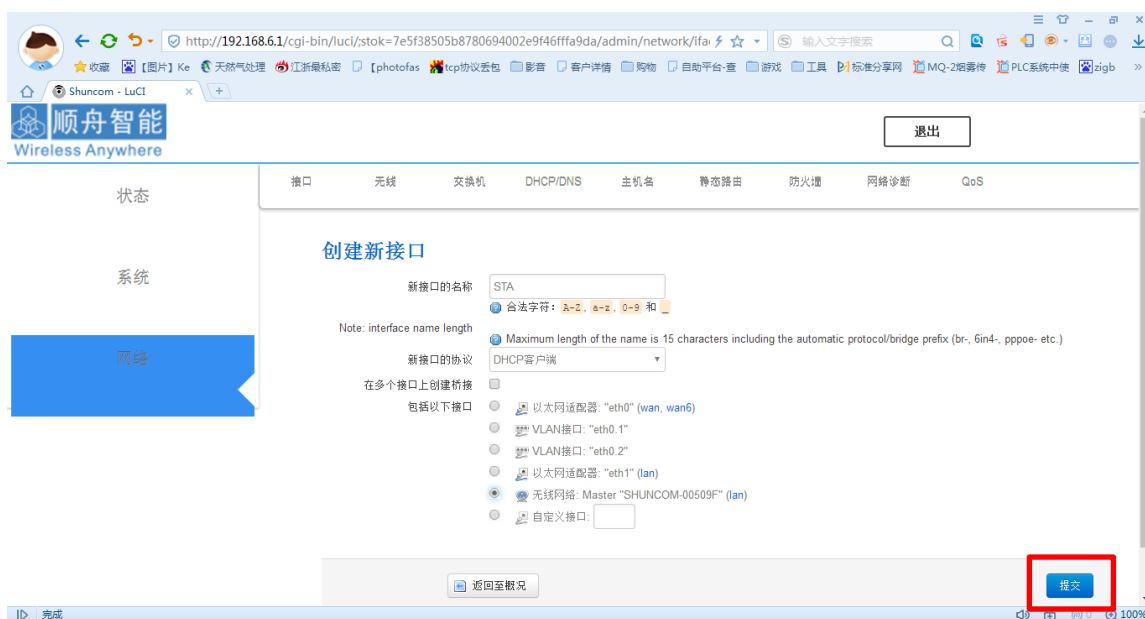 http://192.168.6.1/cgi-bin/luci/;stok=7e5f38505b8780694002e9f46fffa9da/admin/network/ifa
输入文字搜索
收藏 【图片】Ke 天然气处理 江浙最私密 【photofas tcp协议丢包 影音 客户详情 购物 自助平台-查 游戏 工具 标准分享网 MQ-2烟雾传 PLC系统中使 zigb »
Shuncom - LuCI × +
顺舟智能
Wireless Anywhere
退出
状态
系统
网络
接口 无线 交换机 DHCP/DNS 主机名 静态路由 防火墙 网络诊断 QoS
创建新接口
新接口的名称 STA
合法字符: A-Z, a-z, 0-9 和 _
Note: interface name length
Maximum length of the name is 15 characters including the automatic protocol/bridge prefix (br-, 6in4-, pppoe- etc.)
新接口的协议 DHCP客户端
在多个接口上创建桥接
包括以下接口 以太网适配器: "eth0" (wan, wan6)
VLAN接口: "eth0.1"
VLAN接口: "eth0.2"
以太网适配器: "eth1" (lan)
无线网络: Master "SHUNCOM-00509F" (lan)
自定义接口:
返回至概况 提交
完成 0 100%